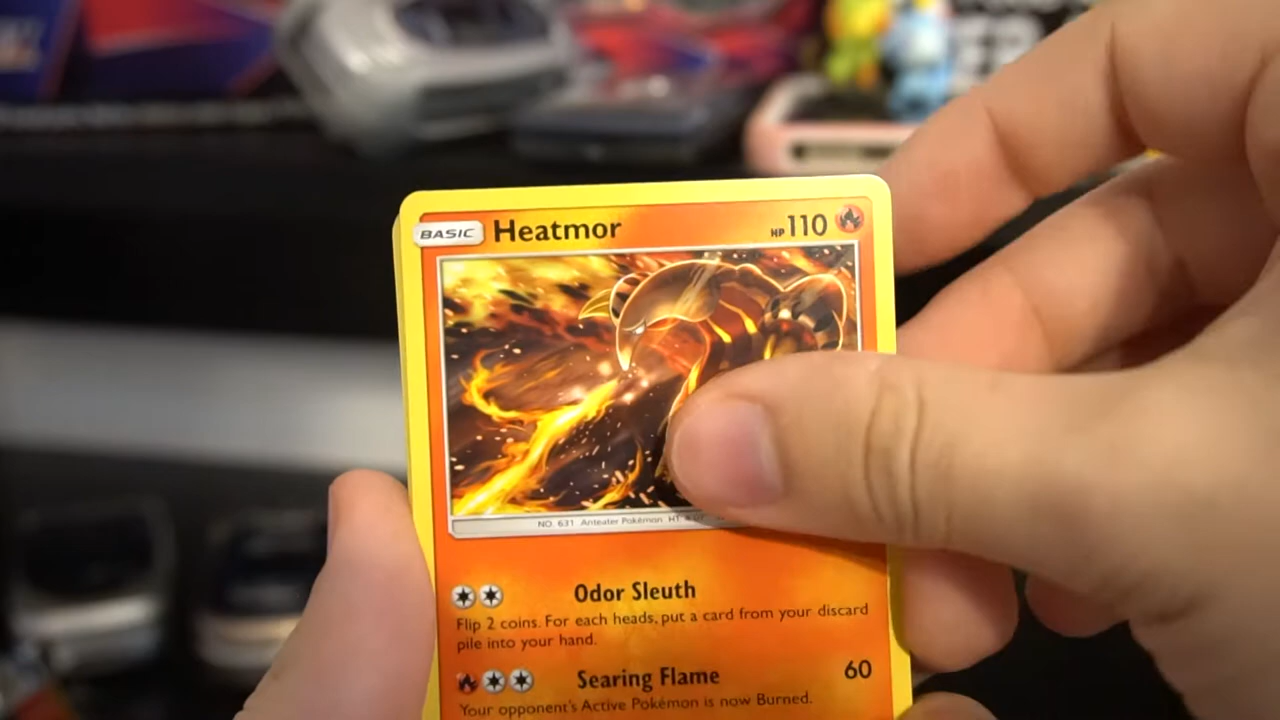 BASIC Heatmor HP 110
NO. 631 Anteater Pokémon HT
Odor Sleuth
Flip 2 coins. For each heads, put a card from your discard
pile into your hand.
Searing Flame 60
Your opponent's Active Pokémon is now Burned.